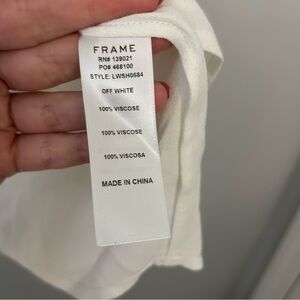 FRAME
RN# 139021
PO# 468100
STYLE: LWSH0684
OFF WHITE
100% VISCOSE
100% VISCOSE
100% VISCOSA
MADE IN CHINA